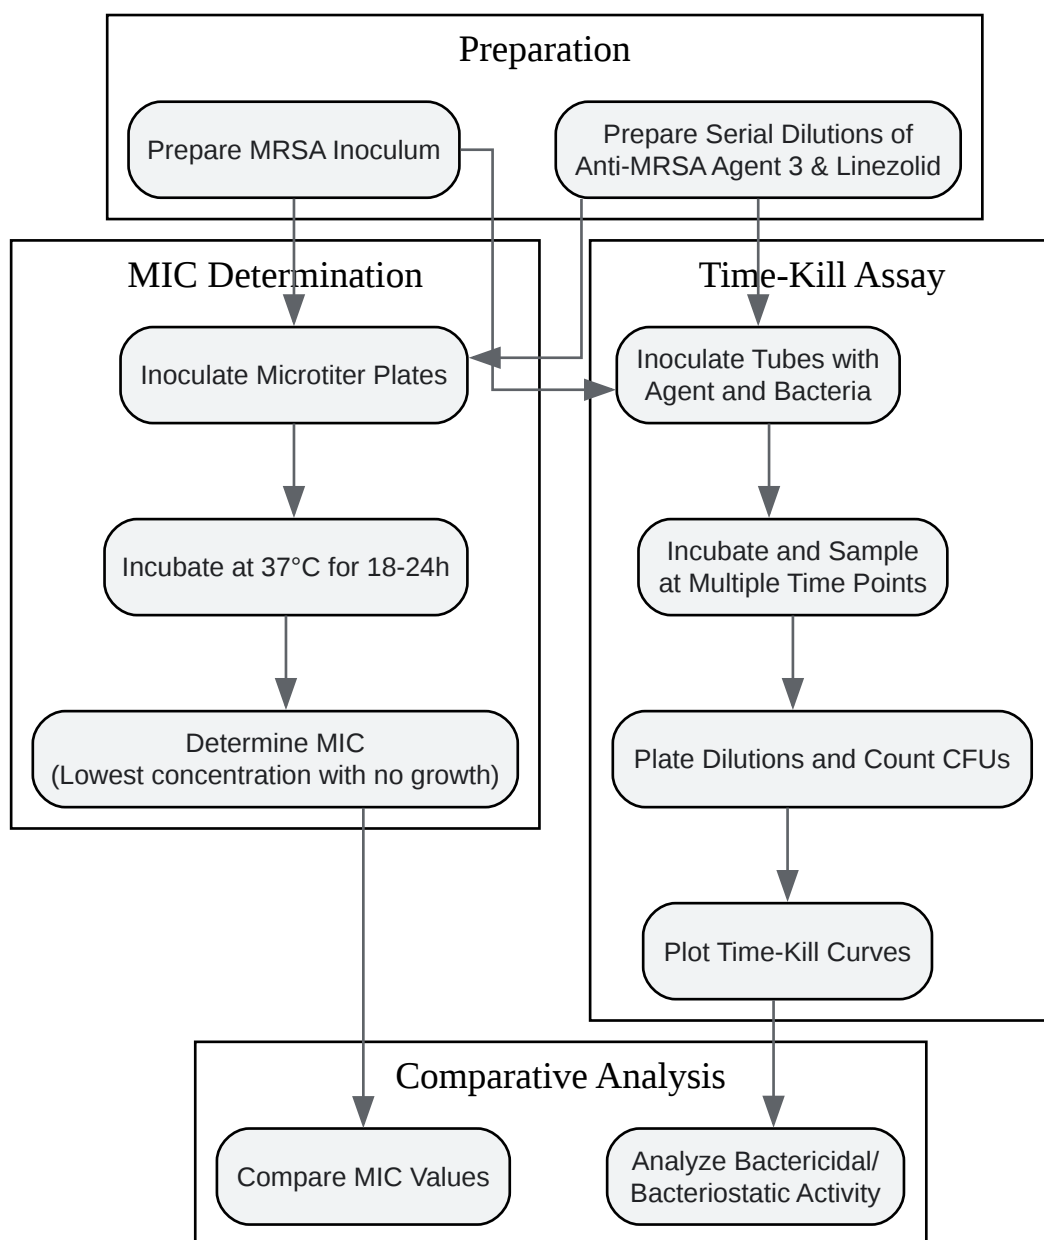 Preparation
Prepare MRSA Inoculum
Prepare Serial Dilutions of
Anti-MRSA Agent 3 & Linezolid
MIC Determination
Inoculate Microtiter Plates
Incubate at 37°C for 18-24h
Determine MIC
(Lowest concentration with no growth)
Time-Kill Assay
Inoculate Tubes with
Agent and Bacteria
Incubate and Sample
at Multiple Time Points
Plate Dilutions and Count CFUs
Plot Time-Kill Curves
Comparative Analysis
Compare MIC Values
Analyze Bactericidal/
Bacteriostatic Activity